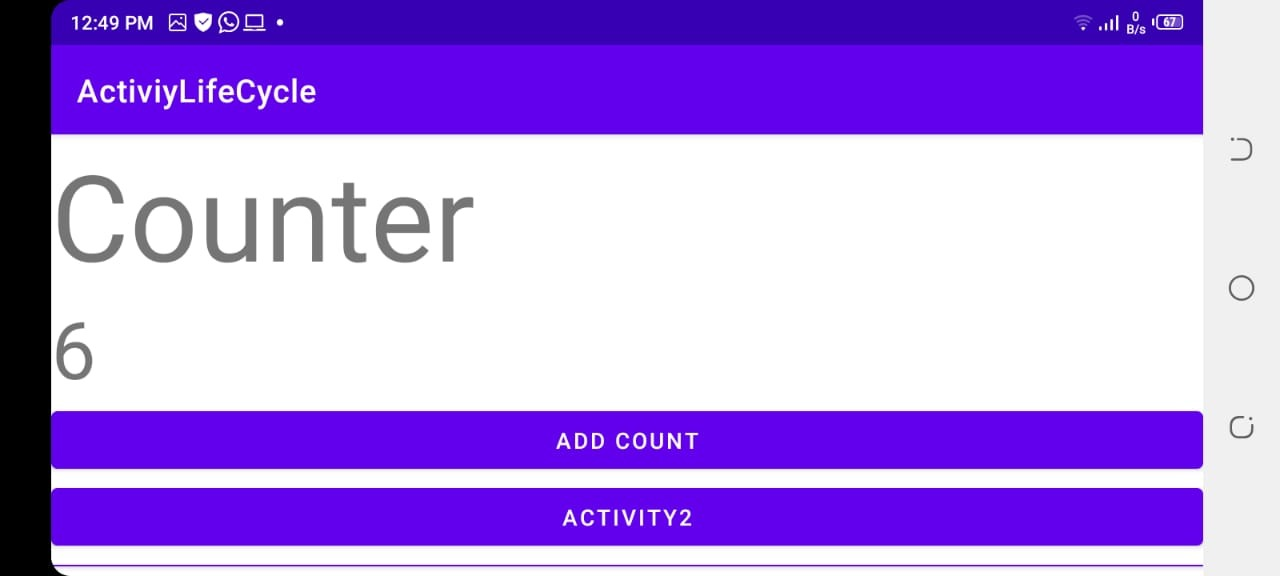 12:49 PM
0
B/s
67
ActiviyLifeCycle
Counter
6
ADD COUNT
ACTIVITY2